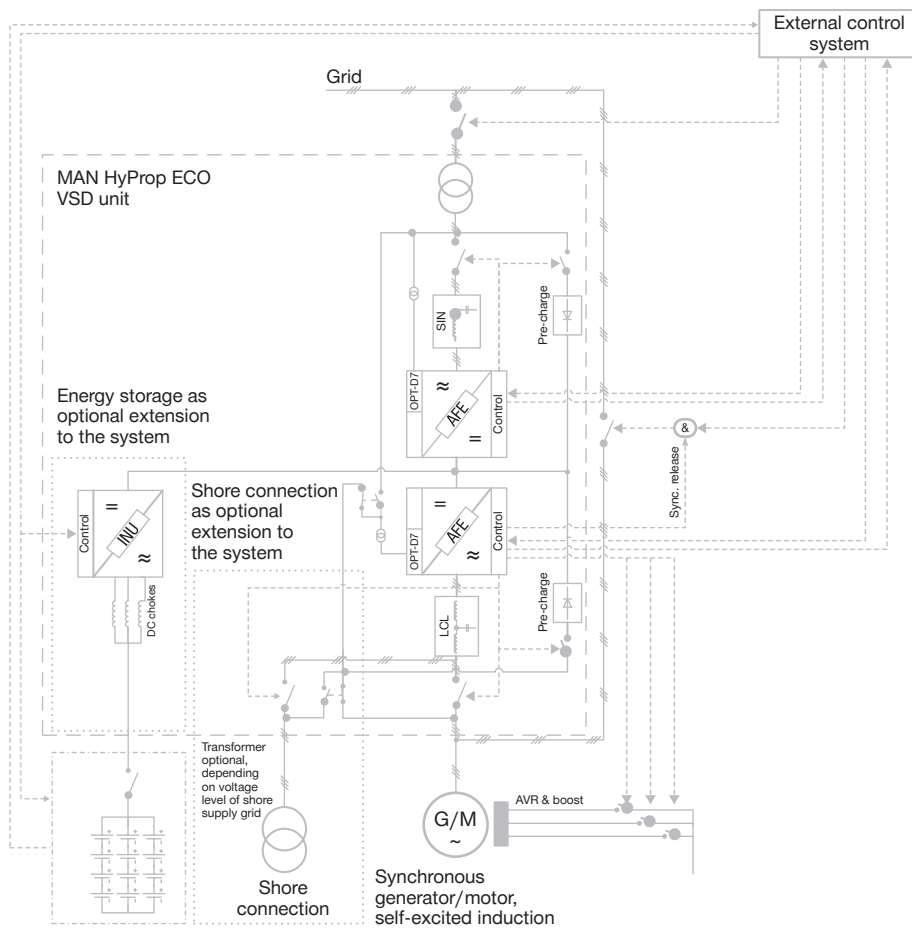 External control
system
Grid
MAN HyProp ECO
VSD unit
SIN
Pre-charge
OPT-D7
≈
AFE
=
Control
Energy storage as
optional extension
to the system
&
Sync. release
Shore connection
as optional
extension to
the system
Control
=
INU
≈
DC chokes
OPT-D7
=
AFE
≈
Control
LCL
Pre-charge
Transformer
optional,
depending
on voltage
level of shore
supply grid
G/M
~
AVR & boost
Shore
connection
Synchronous
generator/motor,
self-excited induction